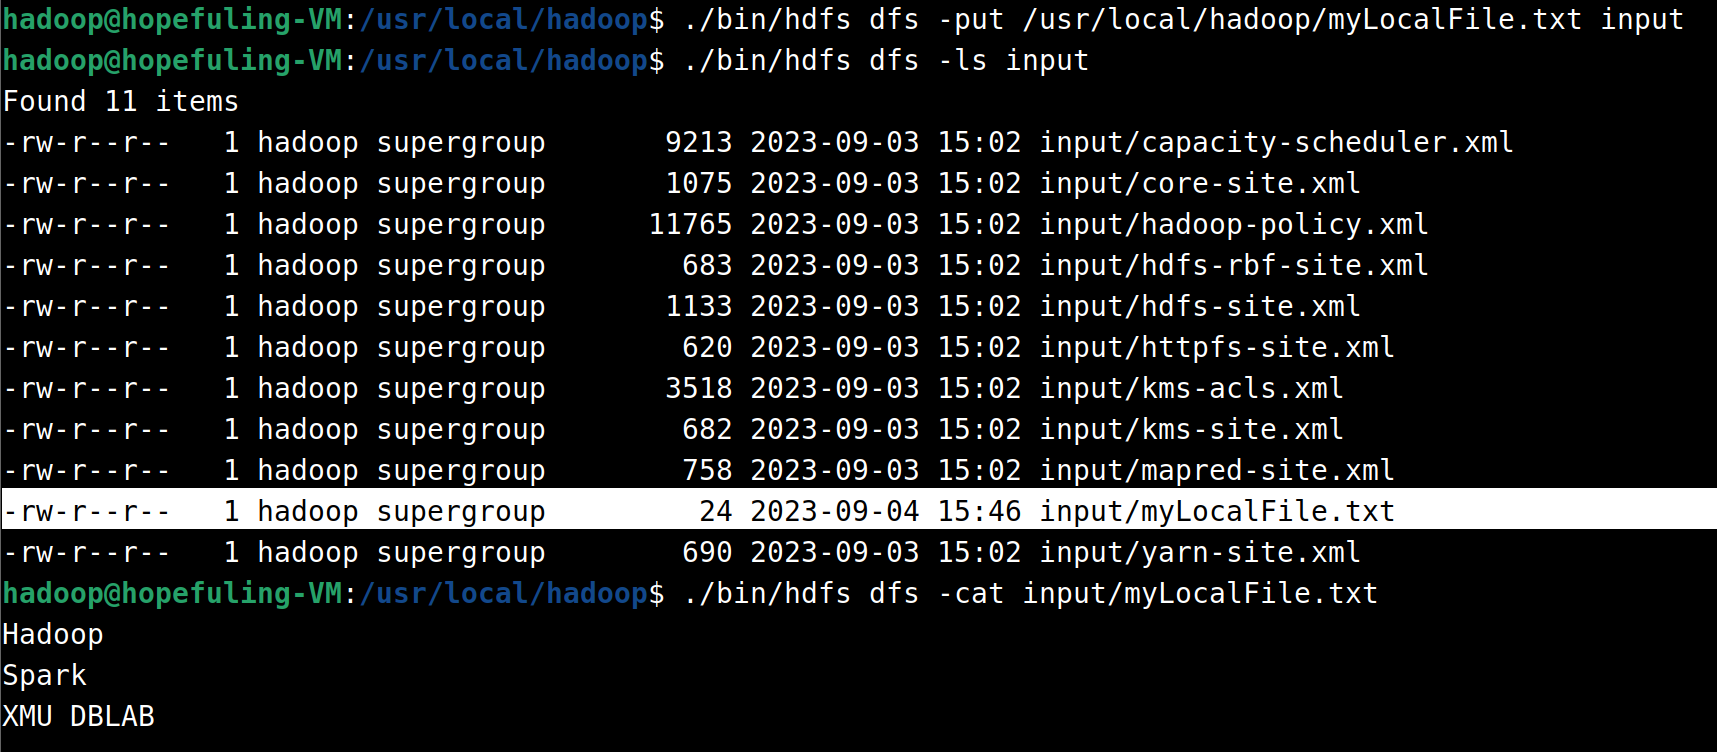 hadoop@hopefuling-VM:/usr/local/hadoop$ ./bin/hdfs dfs -put /usr/local/hadoop/myLocalFile.txt input
hadoop@hopefuling-VM:/usr/local/hadoop$ ./bin/hdfs dfs -ls input
Found 11 items
-rw-r--r--   1 hadoop supergroup       9213 2023-09-03 15:02 input/capacity-scheduler.xml
-rw-r--r--   1 hadoop supergroup       1075 2023-09-03 15:02 input/core-site.xml
-rw-r--r--   1 hadoop supergroup      11765 2023-09-03 15:02 input/hadoop-policy.xml
-rw-r--r--   1 hadoop supergroup        683 2023-09-03 15:02 input/hdfs-rbf-site.xml
-rw-r--r--   1 hadoop supergroup       1133 2023-09-03 15:02 input/hdfs-site.xml
-rw-r--r--   1 hadoop supergroup        620 2023-09-03 15:02 input/httpfs-site.xml
-rw-r--r--   1 hadoop supergroup       3518 2023-09-03 15:02 input/kms-acls.xml
-rw-r--r--   1 hadoop supergroup        682 2023-09-03 15:02 input/kms-site.xml
-rw-r--r--   1 hadoop supergroup        758 2023-09-03 15:02 input/mapred-site.xml
-rw-r--r--   1 hadoop supergroup         24 2023-09-04 15:46 input/myLocalFile.txt
-rw-r--r--   1 hadoop supergroup        690 2023-09-03 15:02 input/yarn-site.xml
hadoop@hopefuling-VM:/usr/local/hadoop$ ./bin/hdfs dfs -cat input/myLocalFile.txt
Hadoop
Spark
XMU DBLAB